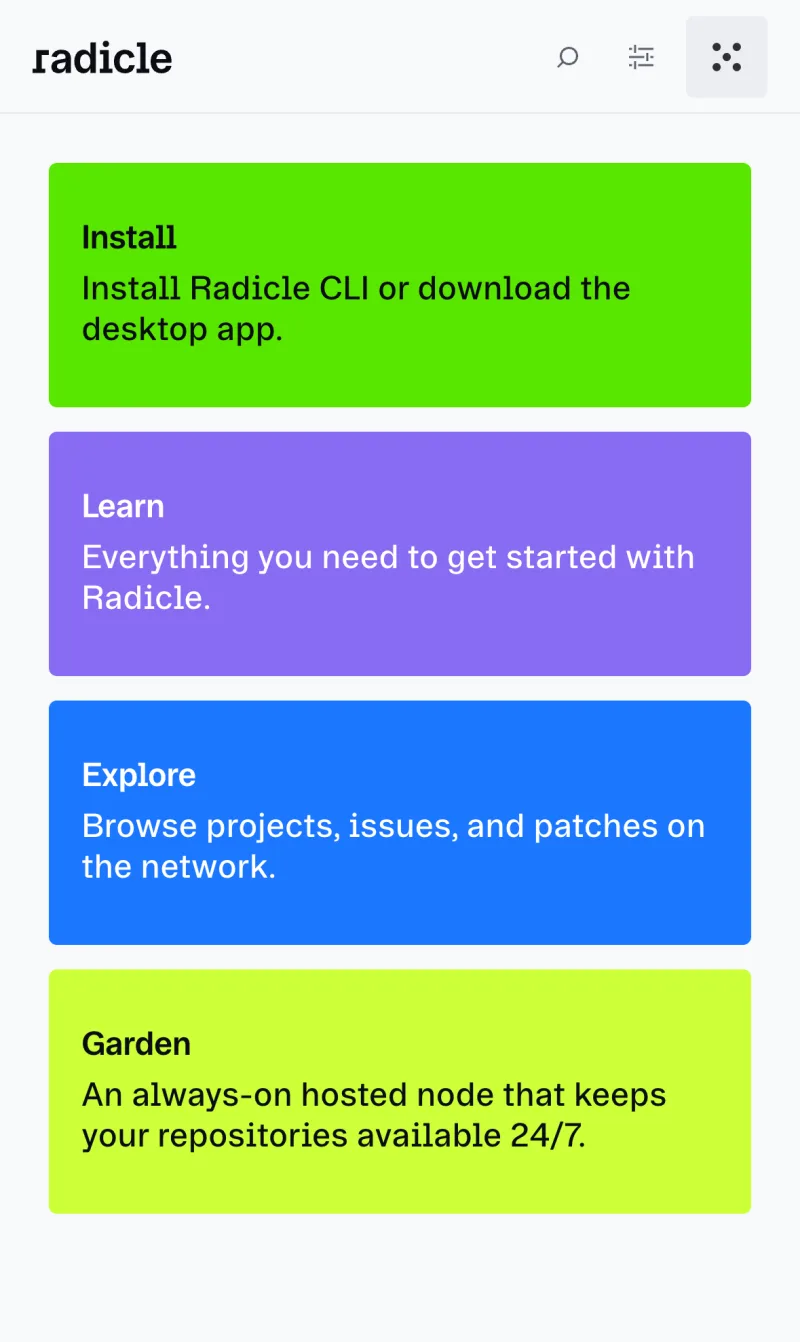 radicle
Install
Install Radicle CLI or download the
desktop app.
Learn
Everything you need to get started with
Radicle.
Explore
Browse projects, issues, and patches on
the network.
Garden
An always-on hosted node that keeps
your repositories available 24/7.